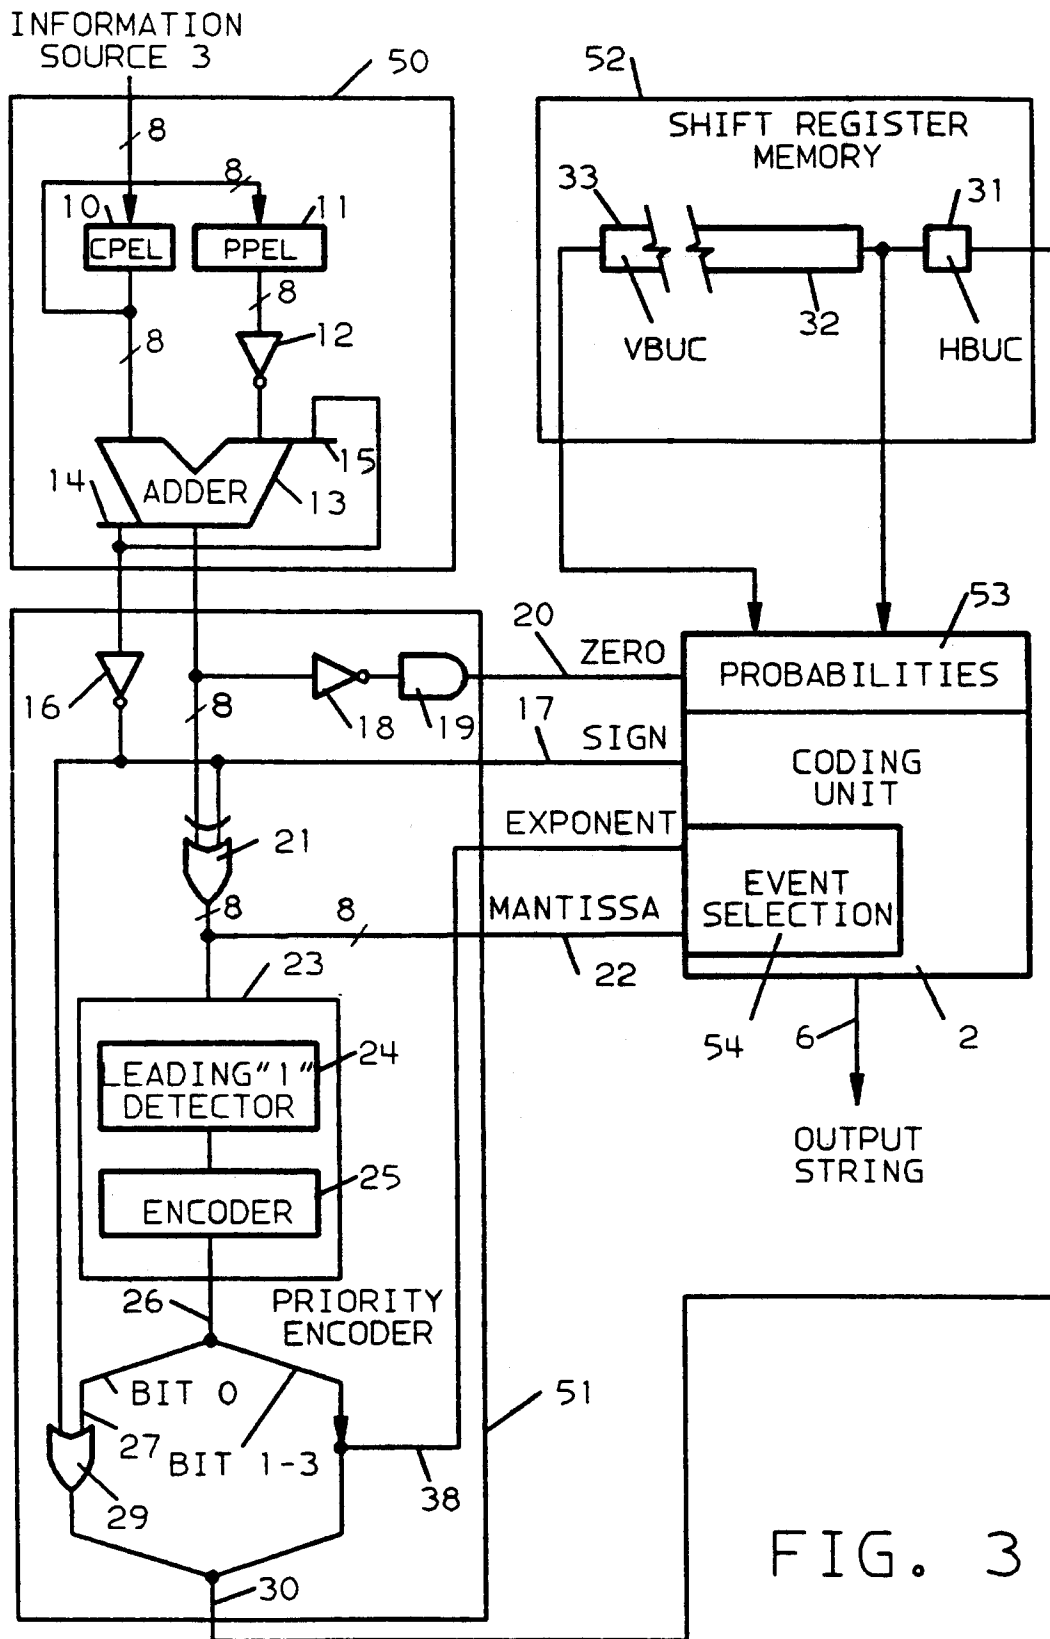 INFORMATION
SOURCE 3
50
52
8
SHIFT REGISTER
MEMORY
8
10
11
33
31
CPEL
PPEL
8
12
32
8
VBUC
HBUC
15
14
ADDER
13
53
20
ZERO
PROBABILITIES
16
8
18
19
17
SIGN
CODING
UNIT
EXPONENT
21
EVENT
SELECTION
8
8
MANTISSA
23
22
54
6
2
24
LEADING"1"
DETECTOR
OUTPUT
STRING
25
ENCODER
26
PRIORITY
ENCODER
BIT 0
51
27
BIT 1-3
38
29
FIG. 3
30